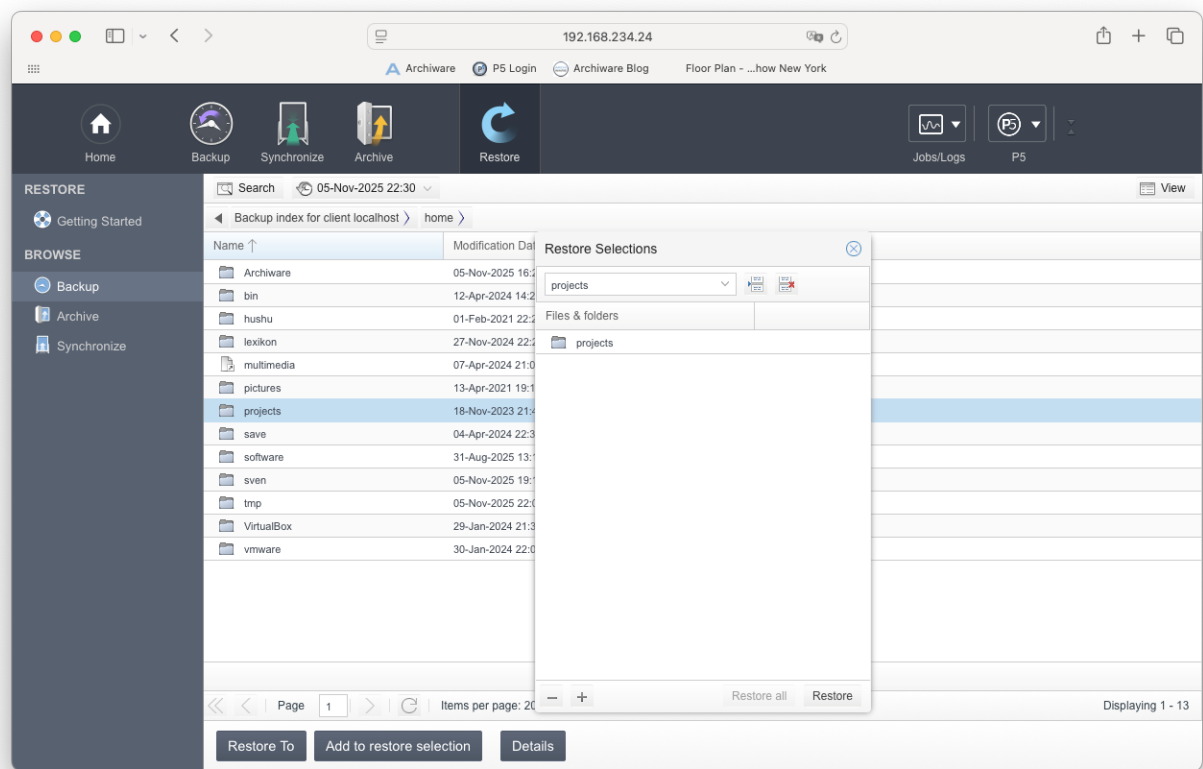 192.168.234.24
Archiware P5 Login Archiware Blog Floor Plan - ...how New York
Home Backup Synchronize Archive Restore Jobs/Logs P5
RESTORE
Getting Started
BROWSE
Backup
Archive
Synchronize
Search 05-Nov-2025 22:30 View
Backup index for client localhost home
Name Modification Dat
Archiware 05-Nov-2025 16:2
bin 12-Apr-2024 14:2
hushu 01-Feb-2021 22:2
lexikon 27-Nov-2024 22:2
multimedia 07-Apr-2024 21:0
pictures 13-Apr-2021 19:1
projects 18-Nov-2023 21:4
save 04-Apr-2024 22:3
software 31-Aug-2025 13:1
sven 05-Nov-2025 19:1
tmp 05-Nov-2025 22:0
VirtualBox 29-Jan-2024 21:3
vmware 30-Jan-2024 22:0
Restore Selections
projects
Files & folders
projects
Restore all Restore
Page 1 Items per page: 20 Displaying 1 - 13
Restore To Add to restore selection Details